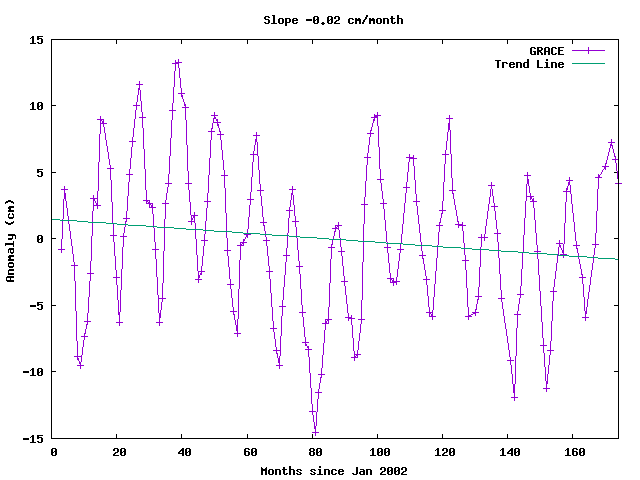 Slope -0.02 cm/month
GRACE
Trend Line
15
10
5
0
-5
-10
-15
Anomaly (cm)
0 20 40 60 80 100 120 140 160
Months since Jan 2002